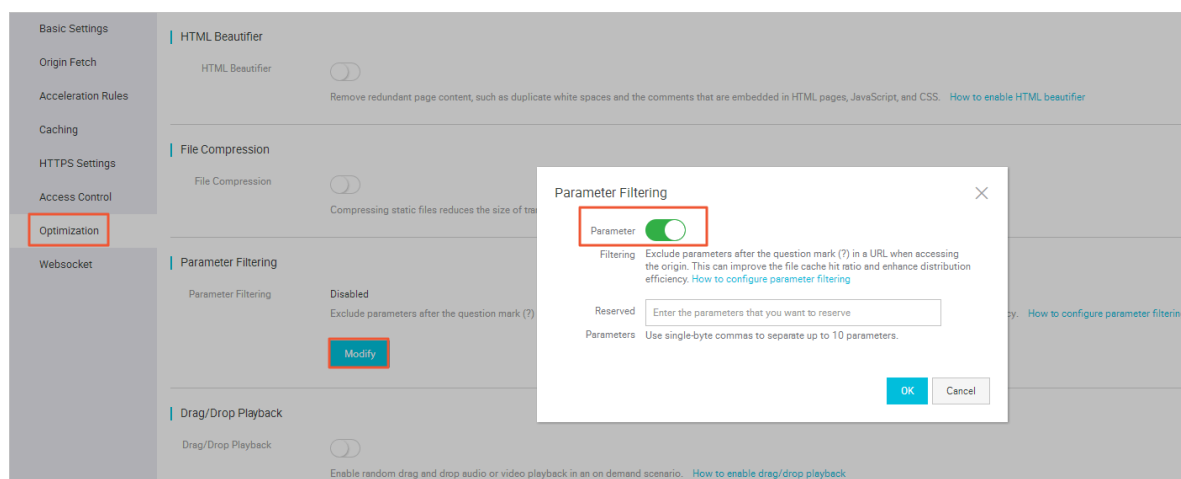 Basic Settings
Origin Fetch
Acceleration Rules
Caching
HTTPS Settings
Access Control
Optimization
Websocket
HTML Beautifier
HTML Beautifier
Remove redundant page content, such as duplicate white spaces and the comments that are embedded in HTML pages, JavaScript, and CSS. How to enable HTML beautifier
File Compression
File Compression
Compressing static files reduces the size of
Parameter Filtering
Parameter Filtering
Disabled
Exclude parameters after the question mark (?)
How to configure parameter
Modify
Drag/Drop Playback
Drag/Drop Playback
Enable random drag and drop audio or video playback in an on demand scenario. How to enable drag/drop playback
Parameter Filtering
Parameter
Filtering
Exclude parameters after the question mark (?) in a URL when accessing
the origin. This can improve the file cache hit ratio and enhance distribution
efficiency. How to configure parameter filtering
Reserved
Parameters
Enter the parameters that you want to reserve
Use single-byte commas to separate up to 10 parameters.
OK
Cancel